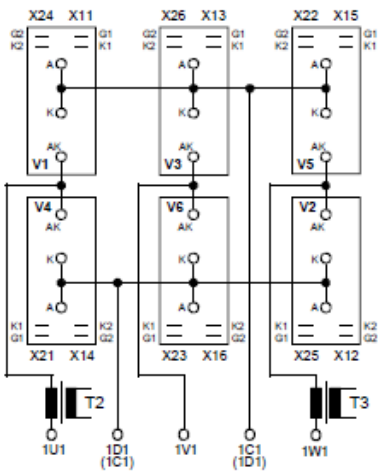 X24 X11 X26 X13 X22 X15
G2 G1 G2 G1 G2 G1
K2 K1 K2 K1 K2 K1
A A A
K K K
AK AK AK
V1 V3 V5
V4 V6 V2
AK AK AK
K K K
A A A
K1 K2 K1 K2 K1 K2
G1 G2 G1 G2 G1 G2
X21 X14 X23 X16 X25 X12
T2 T3
1U1 1D1 1V1 1C1 1W1
(1C1) (1D1)